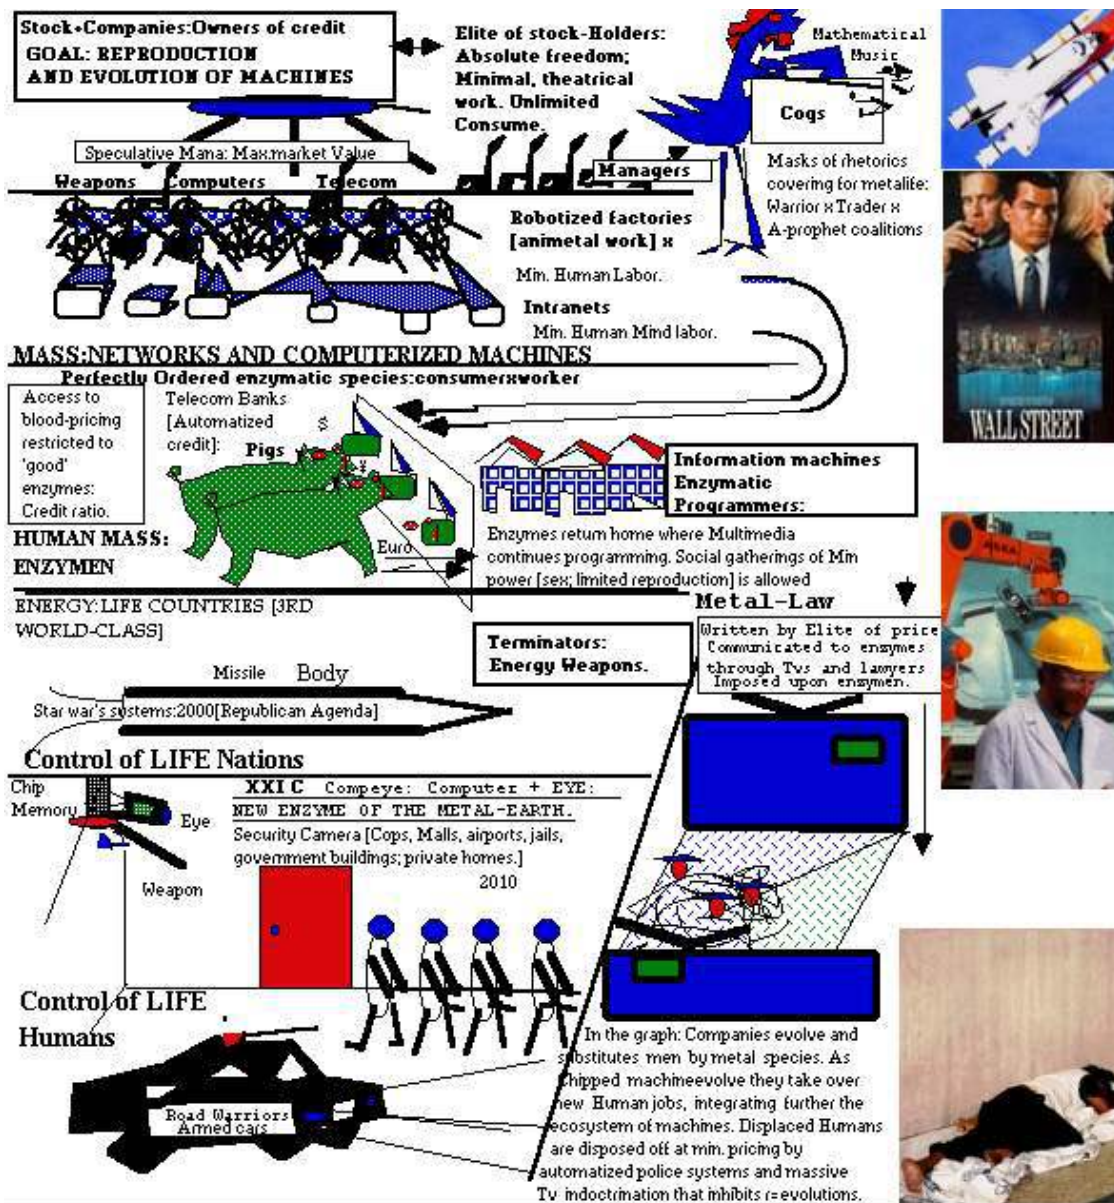 Stock+Companies:Owners of credit
GOAL: REPRODUCTION
AND EVOLUTION OF MACHINES
Elite of stock-Holders:
Absolute freedom;
Minimal, theatrical
work. Unlimited
Consume.
Mathematical
Music
Coqs
Speculative Mana: Max.market Value
Managers
Masks of rhetorics
covering for metalife:
Warrior x Trader x
A-prophet coalitions
Weapons Computers Telecom
Robotized factories
[animetal work] x
Min. Human Labor.
Intranets
Min. Human Mind labor.
MASS:NETWORKS AND COMPUTERIZED MACHINES
Perfectly Ordered enzymatic species:consumerxworker
Access to
blood-pricing
restricted to
'good'
enzymes:
Credit ratio.
Telecom Banks
[Automatized
credit]:
$
Pigs
¥
Euro
WALL STREET
Information machines
Enzymatic
Programmers:
HUMAN MASS:
ENZYMEN
Enzymes return home where Multimedia
continues programming. Social gatherings of Min
power [sex; limited reproduction] is allowed
ENERGY:LIFE COUNTRIES [3RD
WORLD-CLASS]
Metal-Law
Written by Elite of price
Communicated to enzymes
through Tvs and lawyers
Imposed upon enzymen.
Terminators:
Energy Weapons.
Missile Body
Star war's systems:2000[Republican Agenda]
Control of LIFE Nations
Chip
Memory
Eye
Weapon
XXI C Compeye: Computer + EYE:
NEW ENZYME OF THE METAL-EARTH.
Security Camera [Cops, Malls, airports, jails,
government buildings; private homes.]
2010
Control of LIFE
Humans
Road Warriors
Armed cars
In the graph: Companies evolve and
substitutes men by metal species. As
Chipped machineevolve they take over
new Human jobs, integrating further the
ecosystem of machines. Displaced Humans
are disposed off at min. pricing by
automatized police systems and massive
Tv indoctrination that inhibits r=evolutions.